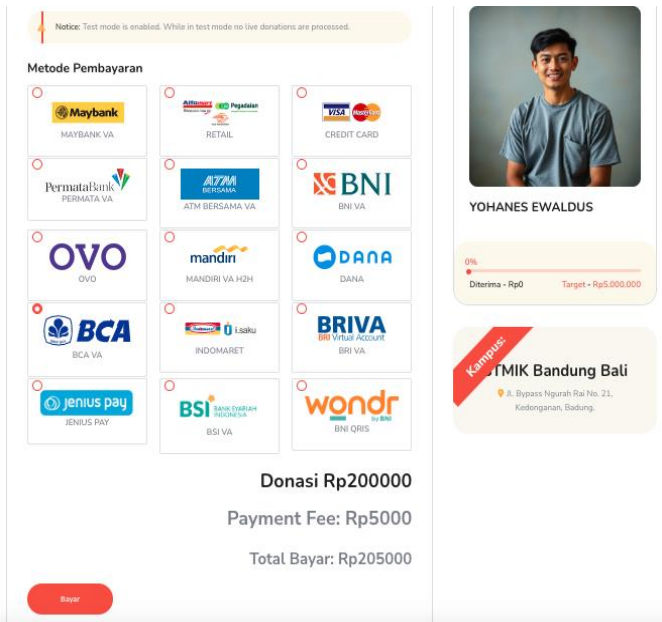 Notice: Test mode is enabled. While in test mode no live donations are processed.
Metode Pembayaran
Maybank
MAYBANK VA
Alfamart Pegadaian
RETAIL
VISA MasterCard
CREDIT CARD
PermataBank
PERMATA VA
ATM
BERSAMA
ATM BERSAMA VA
BNI
BNI VA
OVO
OVO
mandiri
MANDIRI VA H2H
DANA
DANA
BCA
BCA VA
Indomaret i.saku
INDOMARET
BRIVA
BRI Virtual Account
BRI VA
jenius pay
JENIUS PAY
BSI BANK SYARIAH
INDONESIA
BSI VA
wondr
by BNI
BNI QRIS
Donasi Rp200000
Payment Fee: Rp5000
Total Bayar: Rp205000
Bayar
YOHANES EWALDUS
0%
Diterima - Rp0 Target - Rp5.000.000
Kampus:
TMIK Bandung Bali
Jl. Bypass Ngurah Rai No. 21,
Kedonganan, Badung,